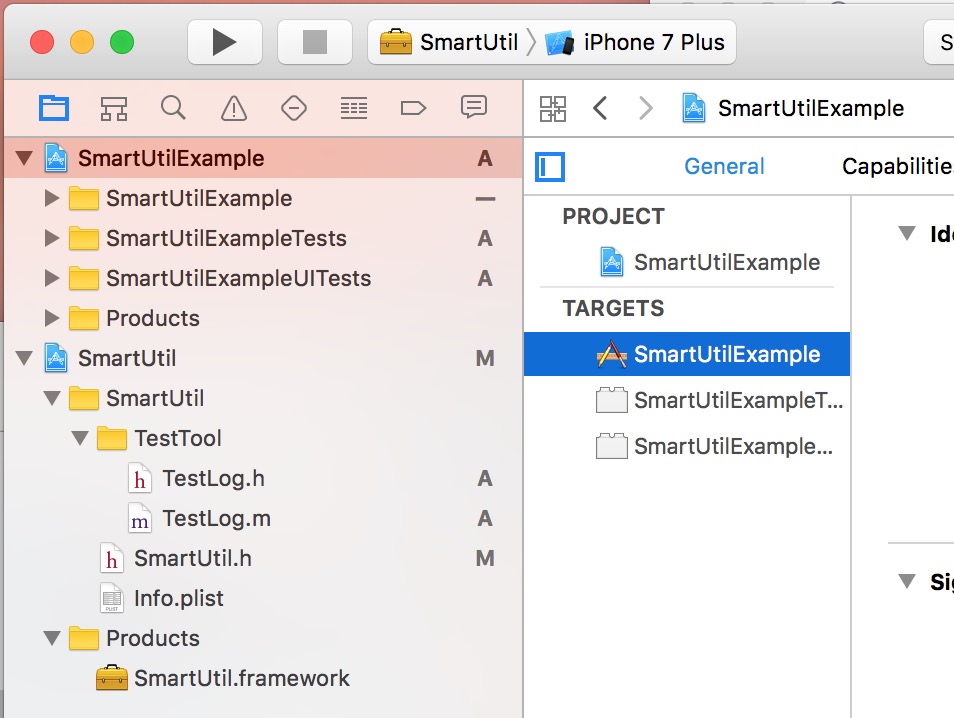 SmartUtil iPhone 7 Plus S
SmartUtilExample
General Capabilitie
SmartUtilExample A
SmartUtilExample —
SmartUtilExampleTests A
SmartUtilExampleUITests A
Products
SmartUtil M
SmartUtil
TestTool
h TestLog.h A
m TestLog.m A
h SmartUtil.h M
PLIST Info.plist
Products
SmartUtil.framework
PROJECT
SmartUtilExample
TARGETS
SmartUtilExample
SmartUtilExampleT...
SmartUtilExample...
Ide
Sig